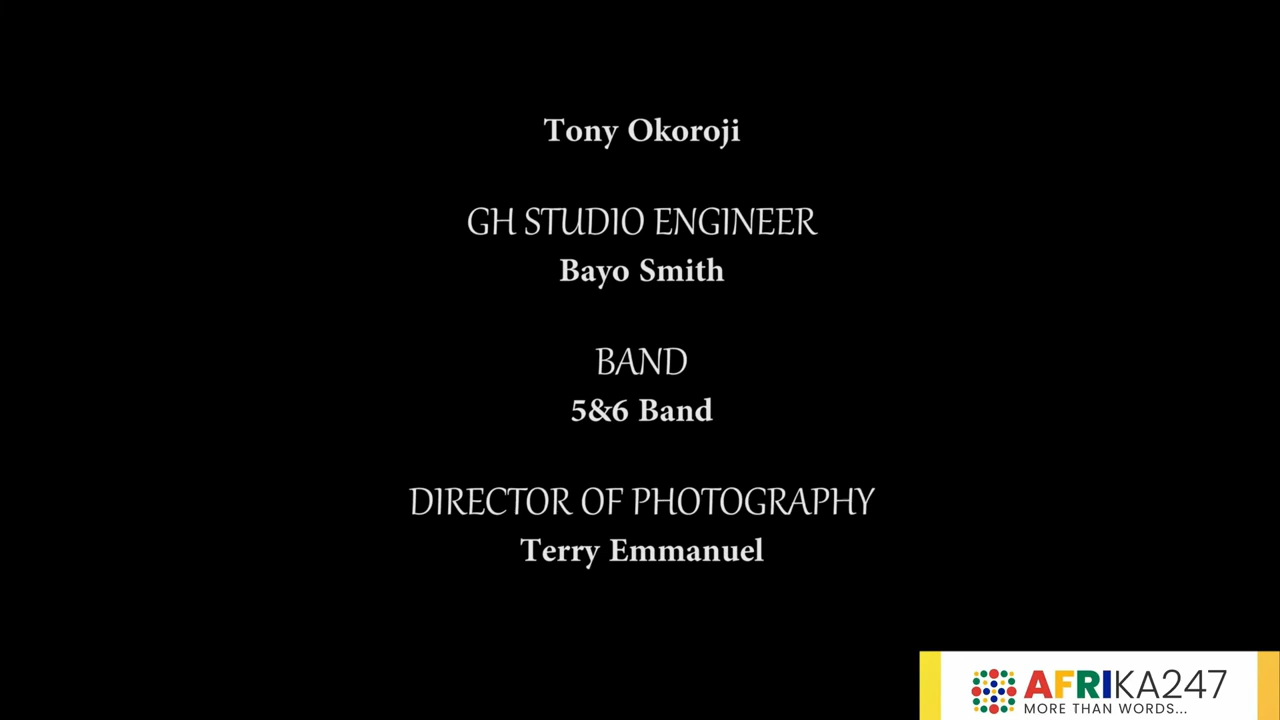 Tony Okoroji
GH STUDIO ENGINEER
Bayo Smith
BAND
5&6 Band
DIRECTOR OF PHOTOGRAPHY
Terry Emmanuel
AFRIKA247
MORE THAN WORDS...